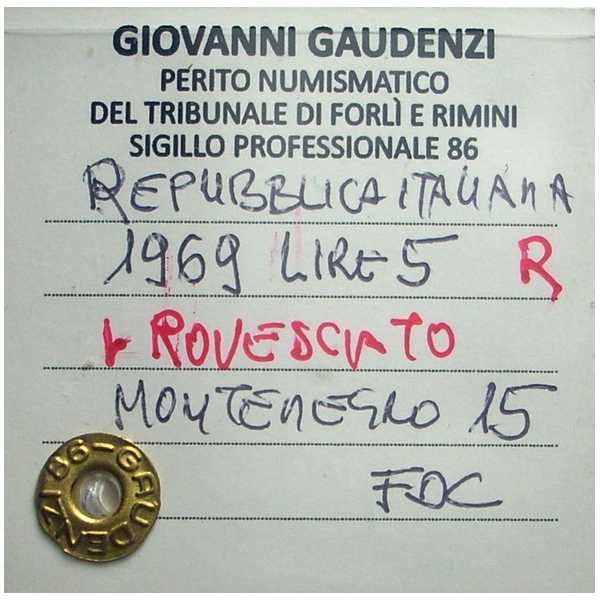 GIOVANNI GAUDENZI
PERITO NUMISMATICO
DEL TRIBUNALE DI FORLÌ E RIMINI
SIGILLO PROFESSIONALE 86
REPUBBLICA ITALIANA
1969 LIRE 5 R
1 ROVESCIATO
MONTENEGRO 15
FDC
86-GAUDENZI